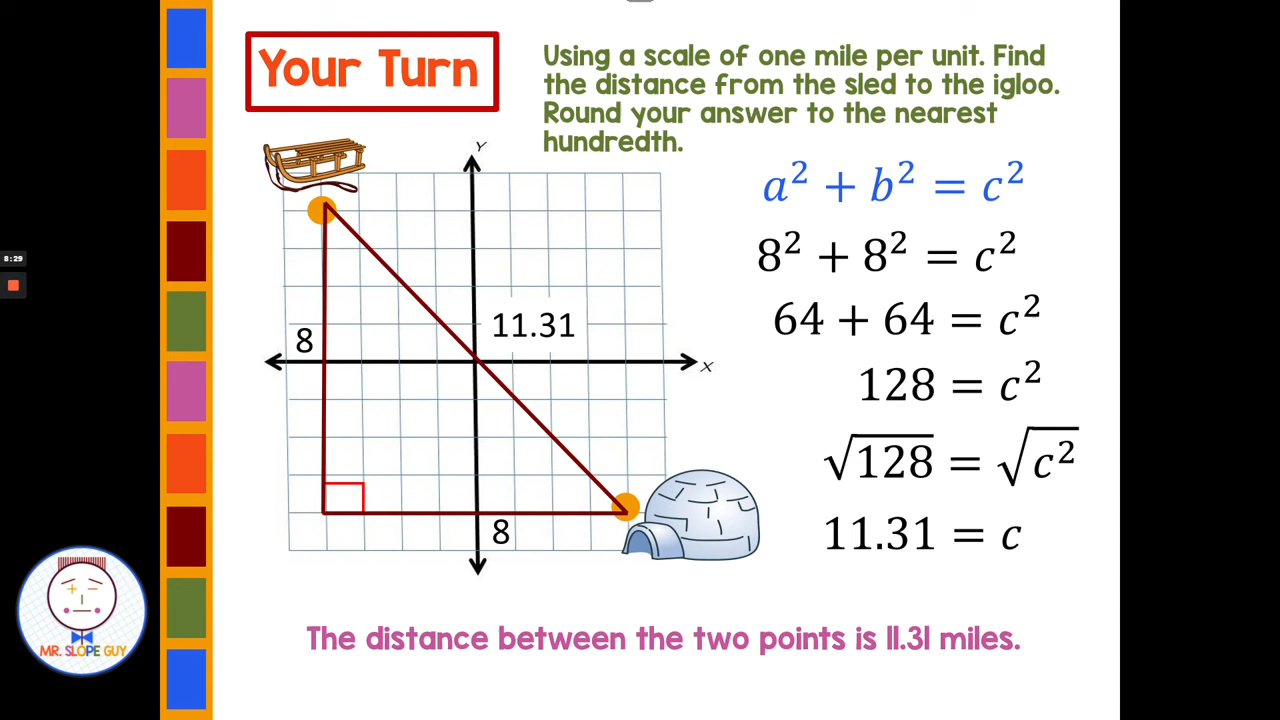 Your Turn
Using a scale of one mile per unit. Find
the distance from the sled to the igloo.
Round your answer to the nearest
hundredth.
a² + b² = c²
8² + 8² = c²
64 + 64 = c²
128 = c²
√128 = √c²
11.31 = c
Y
8
11.31
X
8
8:29
MR. SLOPE GUY
The distance between the two points is 11.31 miles.